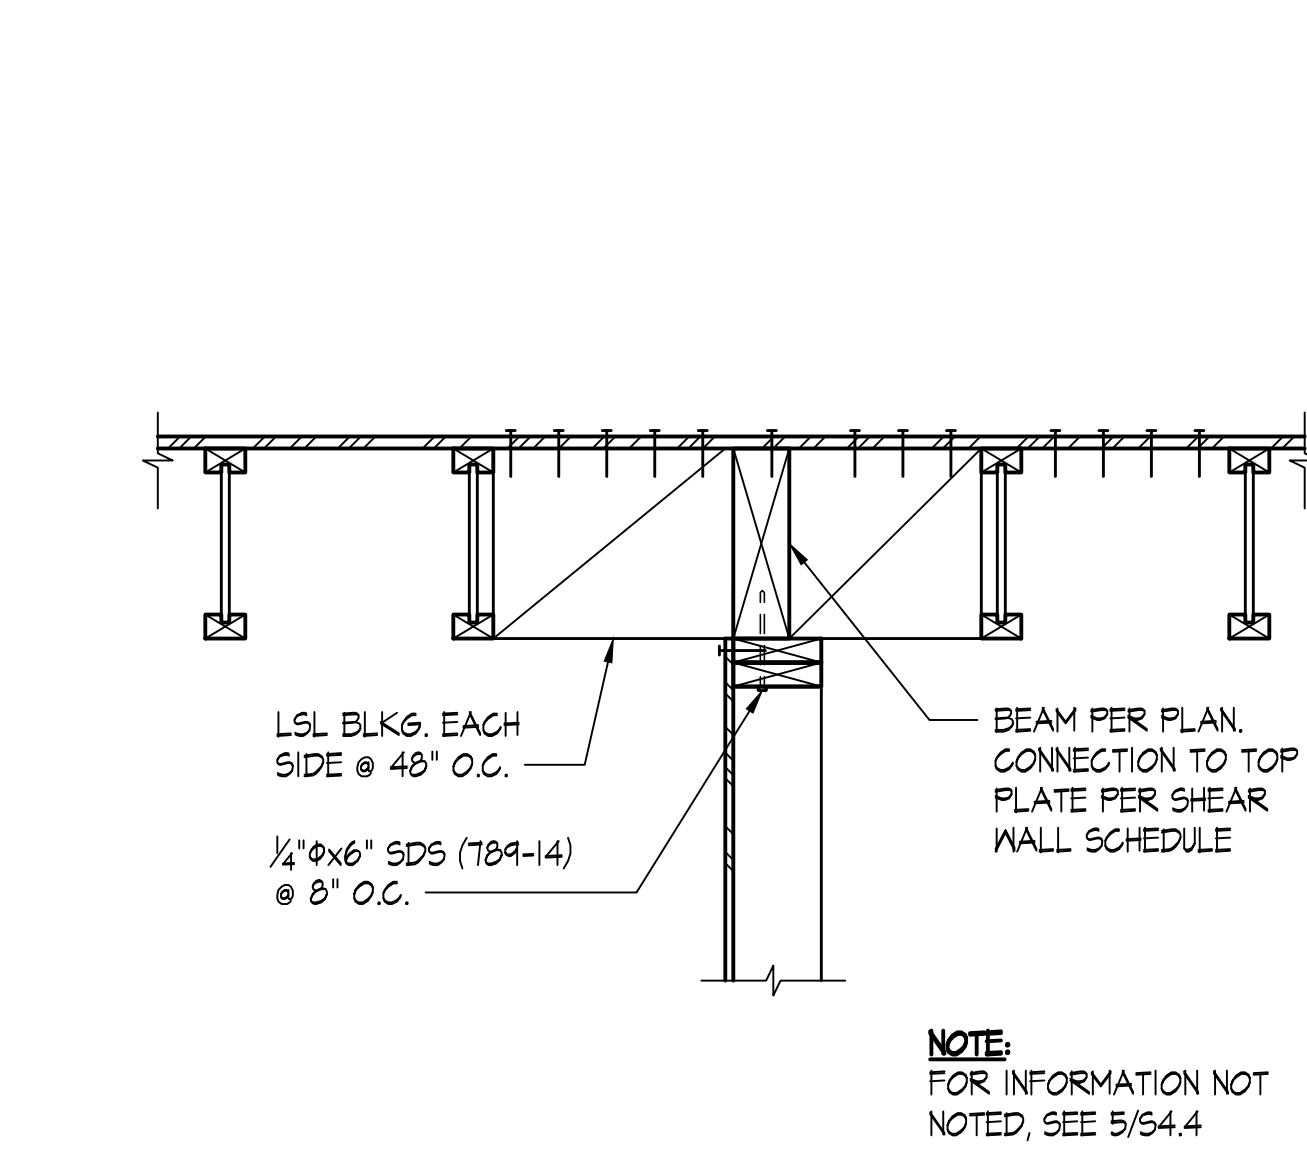 LSL BLKG. EACH
SIDE @ 48" O.C.
1/4"Φx6" SDS (789-14)
@ 8" O.C.
BEAM PER PLAN.
CONNECTION TO TOP
PLATE PER SHEAR
WALL SCHEDULE
NOTE:
FOR INFORMATION NOT
NOTED, SEE 5/S4.4